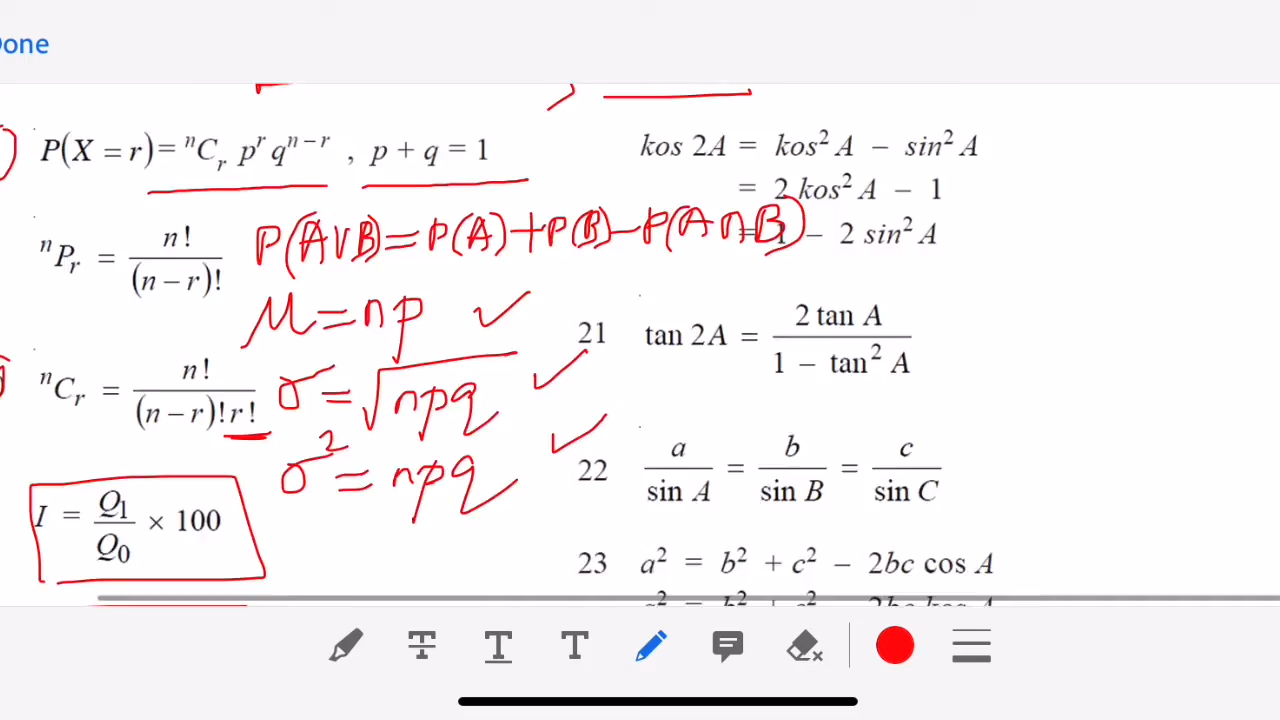 Done
P(X = r) = ⁿCᵣ pʳ qⁿ⁻ʳ , p + q = 1
ⁿPᵣ = n! / (n − r)!
ⁿCᵣ = n! / (n − r)! r!
I = Q₁ / Q₀ × 100
P(A∪B) = P(A) + P(B) − P(A∩B)
μ = np ✓
σ = √npq ✓
σ² = npq ✓
kos 2A = kos² A − sin² A
= 2 kos² A − 1
= 1 − 2 sin² A
21 tan 2A = 2 tan A / 1 − tan² A
22 a / sin A = b / sin B = c / sin C
23 a² = b² + c² − 2bc cos A
T T T